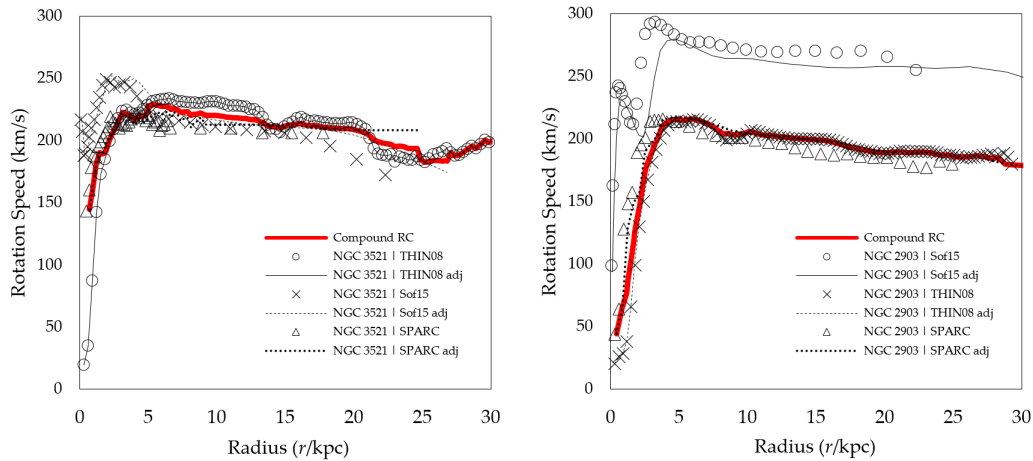 300
250
200
150
100
50
0
Rotation Speed (km/s)
Compound RC
NGC 3521 | THIN08
NGC 3521 | THIN08 adj
NGC 3521 | Sof15
NGC 3521 | Sof15 adj
NGC 3521 | SPARC
NGC 3521 | SPARC adj
0 5 10 15 20 25 30
Radius (r/kpc)
300
250
200
150
100
50
0
Rotation Speed (km/s)
Compound RC
NGC 2903 | Sof15
NGC 2903 | Sof15 adj
NGC 2903 | THIN08
NGC 2903 | THIN08 adj
NGC 2903 | SPARC
NGC 2903 | SPARC adj
0 5 10 15 20 25 30
Radius (r/kpc)